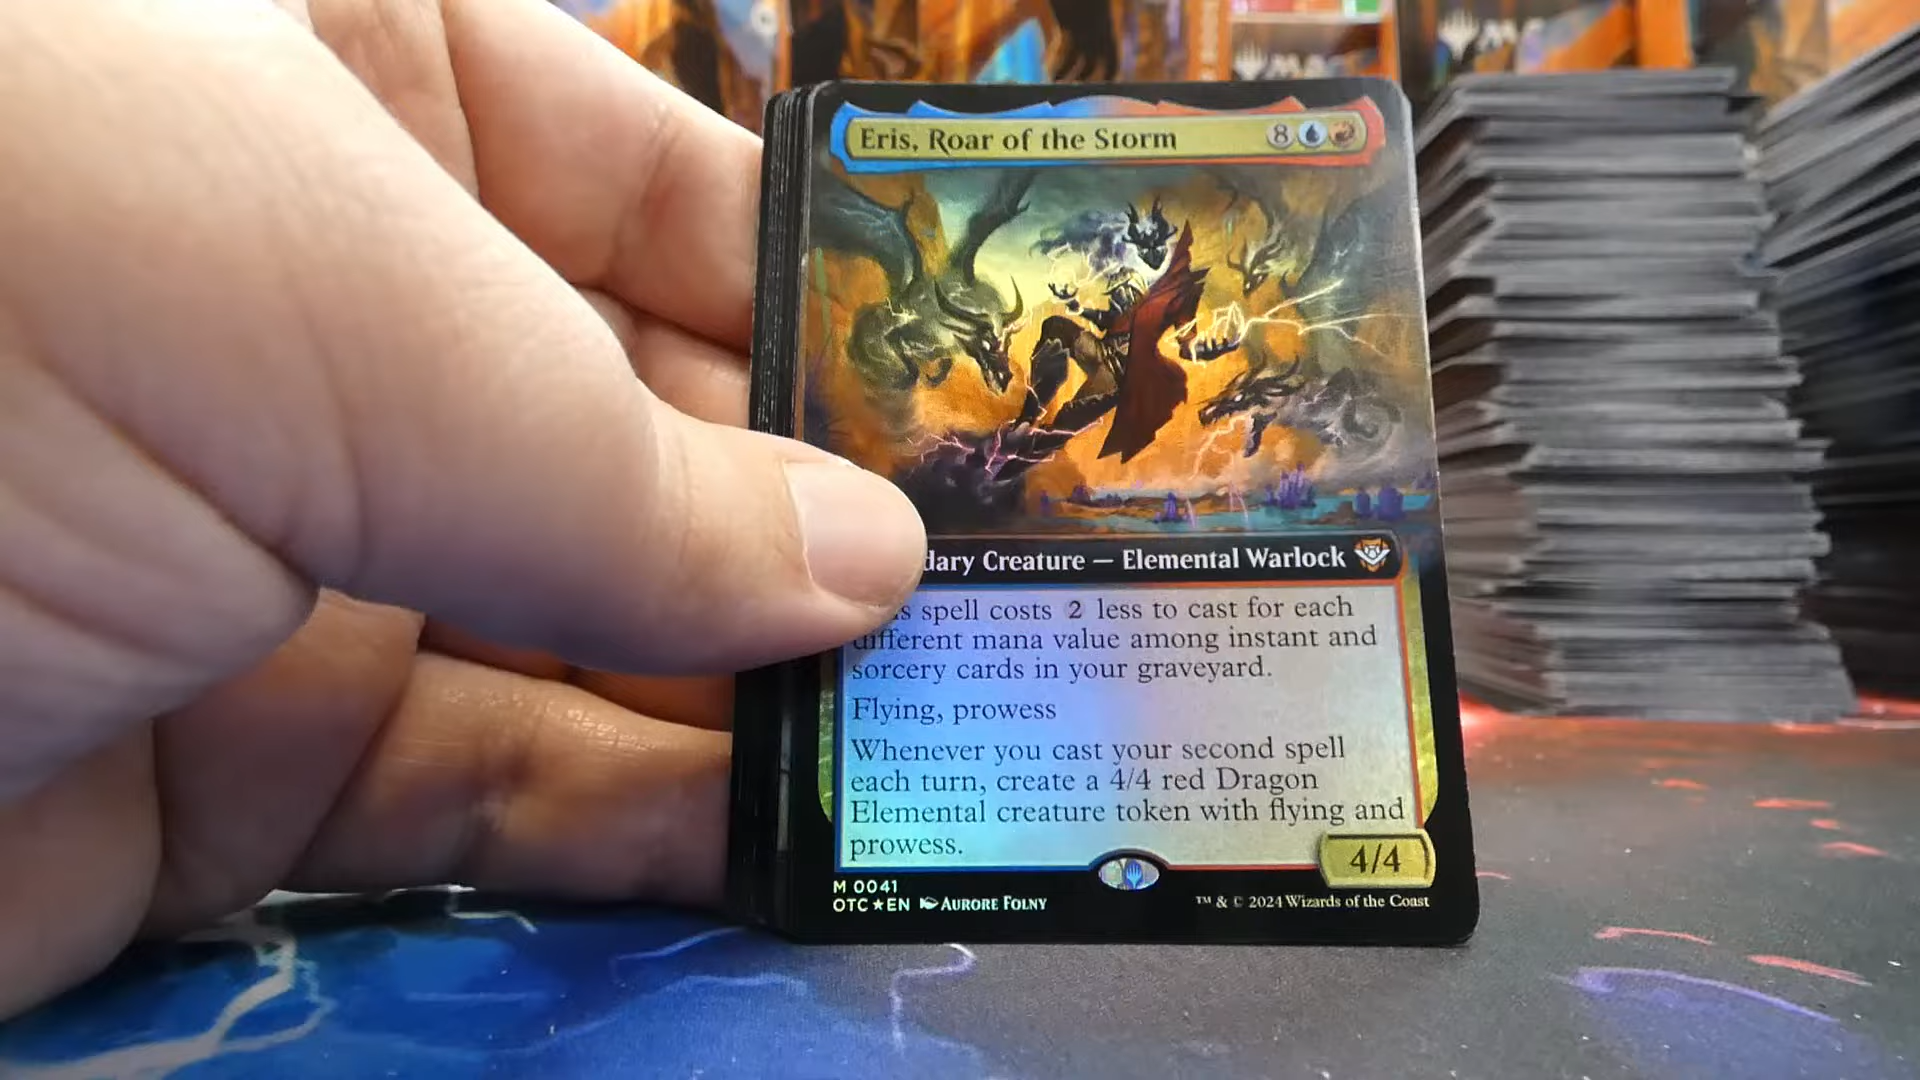 Eris, Roar of the Storm 8
dary Creature — Elemental Warlock
s spell costs 2 less to cast for each
different mana value among instant and
sorcery cards in your graveyard.
Flying, prowess
Whenever you cast your second spell
each turn, create a 4/4 red Dragon
Elemental creature token with flying and
prowess.
4/4
M 0041
OTC★EN AURORE FOLNY
™ & © 2024 Wizards of the Coast